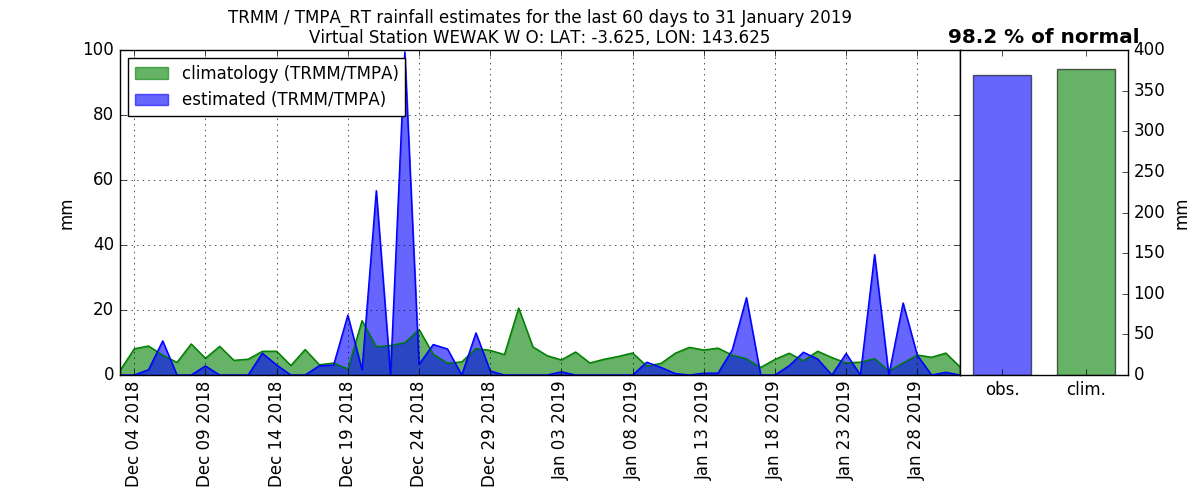 TRMM / TMPA_RT rainfall estimates for the last 60 days to 31 January 2019
Virtual Station WEWAK W O: LAT: -3.625, LON: 143.625
98.2 % of normal
climatology (TRMM/TMPA)
estimated (TRMM/TMPA)
100
80
60
40
20
0
mm
Dec 04 2018
Dec 09 2018
Dec 14 2018
Dec 19 2018
Dec 24 2018
Dec 29 2018
Jan 03 2019
Jan 08 2019
Jan 13 2019
Jan 18 2019
Jan 23 2019
Jan 28 2019
obs.
clim.
400
350
300
250
200
150
100
50
0
mm